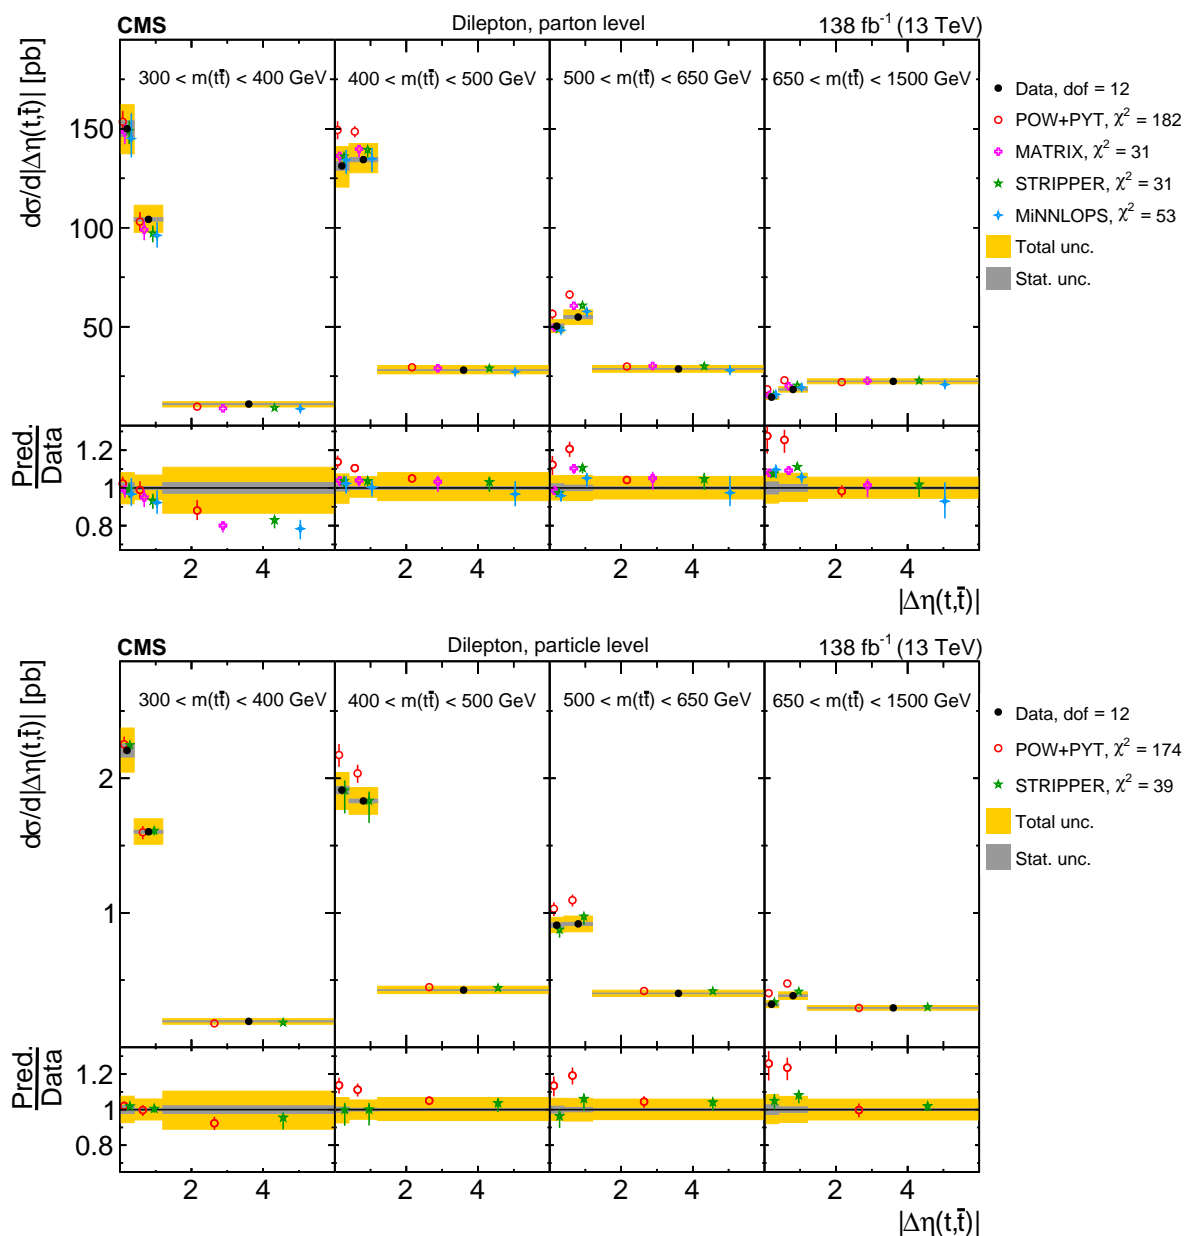 CMS Dilepton, parton level 138 fb⁻¹ (13 TeV)
dσ/d|Δη(t,t̄)| [pb]
300 < m(tt̄) < 400 GeV 400 < m(tt̄) < 500 GeV 500 < m(tt̄) < 650 GeV 650 < m(tt̄) < 1500 GeV
150
100
50
Data, dof = 12
POW+PYT, χ² = 182
MATRIX, χ² = 31
STRIPPER, χ² = 31
MiNNLOPS, χ² = 53
Total unc.
Stat. unc.
Pred.
Data
1.2
1
0.8
2 4 2 4 2 4 2 4
|Δη(t,t̄)|
CMS Dilepton, particle level 138 fb⁻¹ (13 TeV)
dσ/d|Δη(t,t̄)| [pb]
300 < m(tt̄) < 400 GeV 400 < m(tt̄) < 500 GeV 500 < m(tt̄) < 650 GeV 650 < m(tt̄) < 1500 GeV
2
1
Data, dof = 12
POW+PYT, χ² = 174
STRIPPER, χ² = 39
Total unc.
Stat. unc.
Pred.
Data
1.2
1
0.8
2 4 2 4 2 4 2 4
|Δη(t,t̄)|